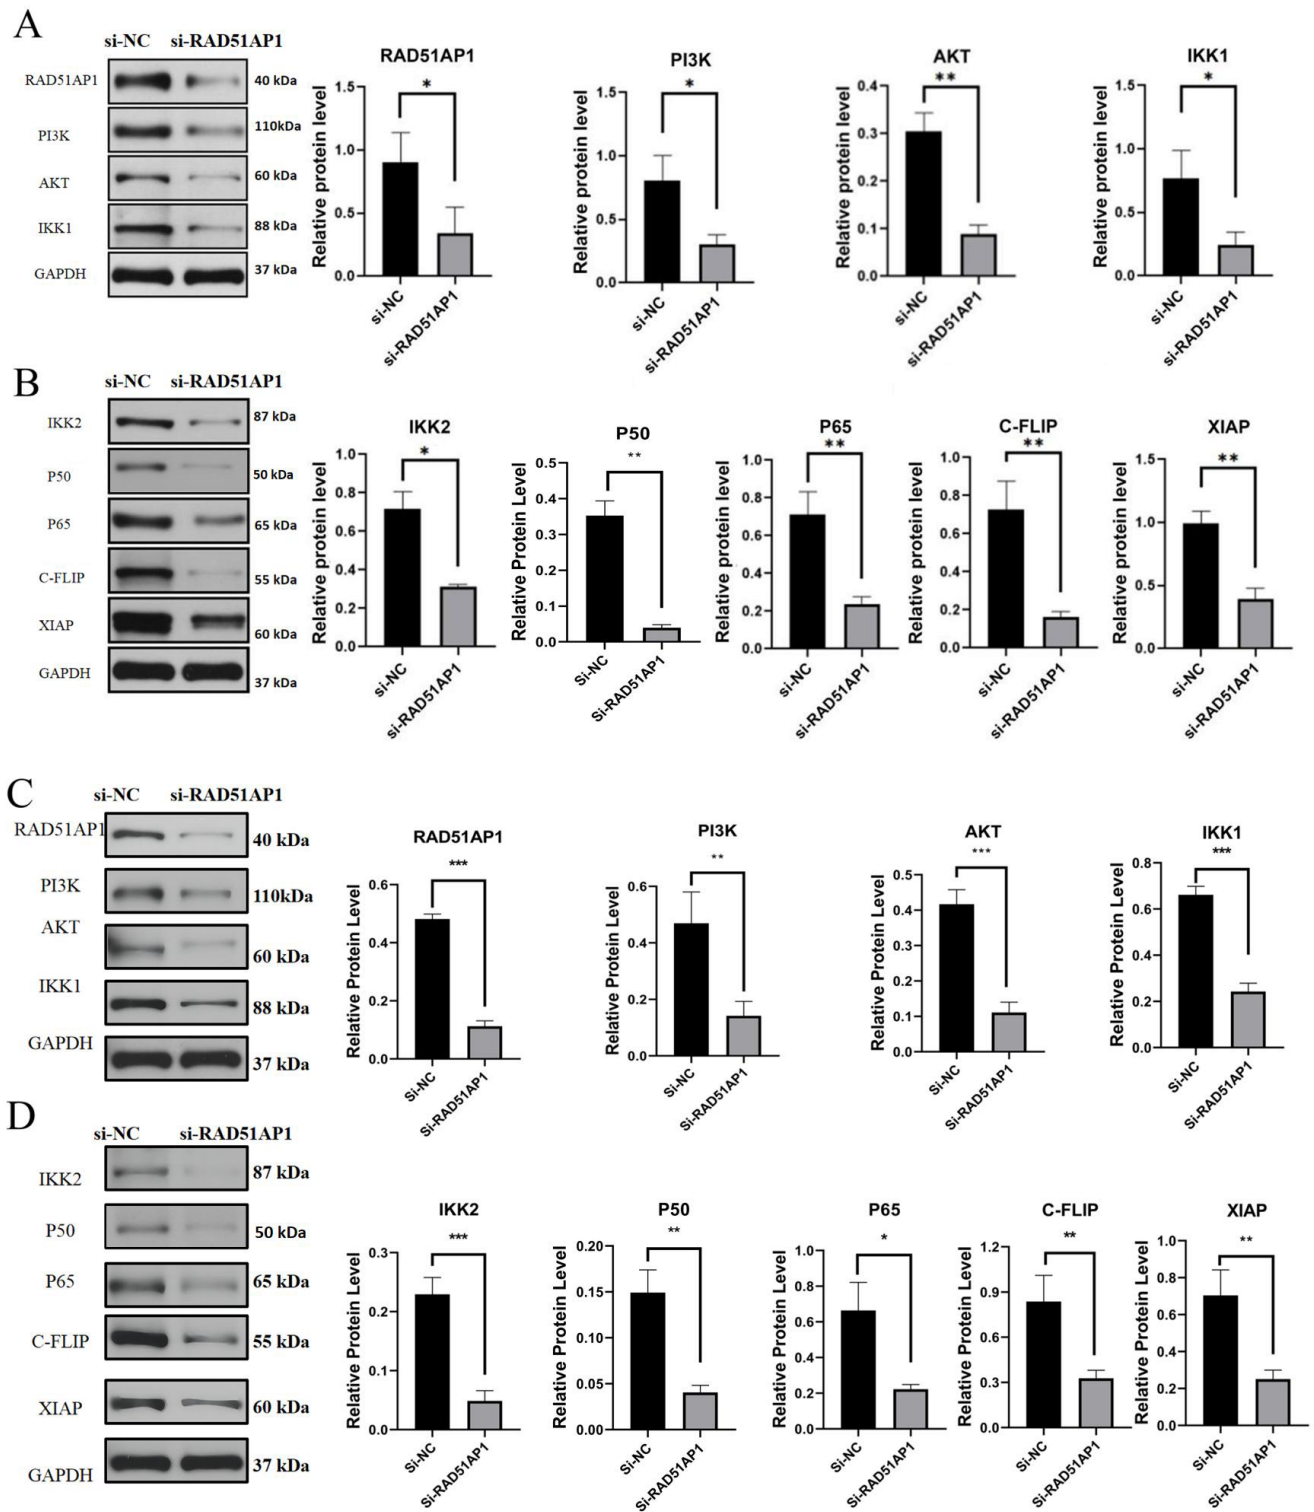 A
si-NC si-RAD51AP1
RAD51AP1
40 kDa
PI3K
110kDa
AKT
60 kDa
IKK1
88 kDa
GAPDH
37 kDa
RAD51AP1
*
Relative protein level
1.5
1.0
0.5
0.0
si-NC
si-RAD51AP1
PI3K
*
Relative protein level
1.5
1.0
0.5
0.0
si-NC
si-RAD51AP1
AKT
**
Relative protein level
0.4
0.3
0.2
0.1
0.0
si-NC
si-RAD51AP1
IKK1
*
Relative protein level
1.5
1.0
0.5
0.0
si-NC
si-RAD51AP1
B
si-NC si-RAD51AP1
IKK2
87 kDa
P50
50 kDa
P65
65 kDa
C-FLIP
55 kDa
XIAP
60 kDa
GAPDH
37 kDa
IKK2
*
Relative protein level
1.0
0.8
0.6
0.4
0.2
0.0
si-NC
si-RAD51AP1
P50
**
Relative Protein Level
0.5
0.4
0.3
0.2
0.1
0.0
Si-NC
Si-RAD51AP1
P65
**
Relative protein level
1.0
0.8
0.6
0.4
0.2
0.0
si-NC
si-RAD51AP1
C-FLIP
**
Relative protein level
1.0
0.8
0.6
0.4
0.2
0.0
si-NC
si-RAD51AP1
XIAP
**
Relative protein level
1.5
1.0
0.5
0.0
si-NC
si-RAD51AP1
C
si-NC si-RAD51AP1
RAD51AP1
40 kDa
PI3K
110kDa
AKT
60 kDa
IKK1
88 kDa
GAPDH
37 kDa
RAD51AP1
***
Relative Protein Level
0.6
0.4
0.2
0.0
Si-NC
Si-RAD51AP1
PI3K
**
Relative Protein Level
0.6
0.4
0.2
0.0
Si-NC
Si-RAD51AP1
AKT
***
Relative Protein Level
0.5
0.4
0.3
0.2
0.1
0.0
Si-NC
Si-RAD51AP1
IKK1
***
Relative Protein Level
0.8
0.6
0.4
0.2
0.0
Si-NC
Si-RAD51AP1
D
si-NC si-RAD51AP1
IKK2
87 kDa
P50
50 kDa
P65
65 kDa
C-FLIP
55 kDa
XIAP
60 kDa
GAPDH
37 kDa
IKK2
***
Relative Protein Level
0.3
0.2
0.1
0.0
Si-NC
Si-RAD51AP1
P50
**
Relative Protein Level
0.20
0.15
0.10
0.05
0.00
Si-NC
Si-RAD51AP1
P65
*
Relative Protein Level
1.0
0.8
0.6
0.4
0.2
0.0
Si-NC
Si-RAD51AP1
C-FLIP
**
Relative Protein Level
1.2
0.9
0.6
0.3
0.0
Si-NC
Si-RAD51AP1
XIAP
**
Relative Protein Level
1.0
0.8
0.6
0.4
0.2
0.0
Si-NC
Si-RAD51AP1